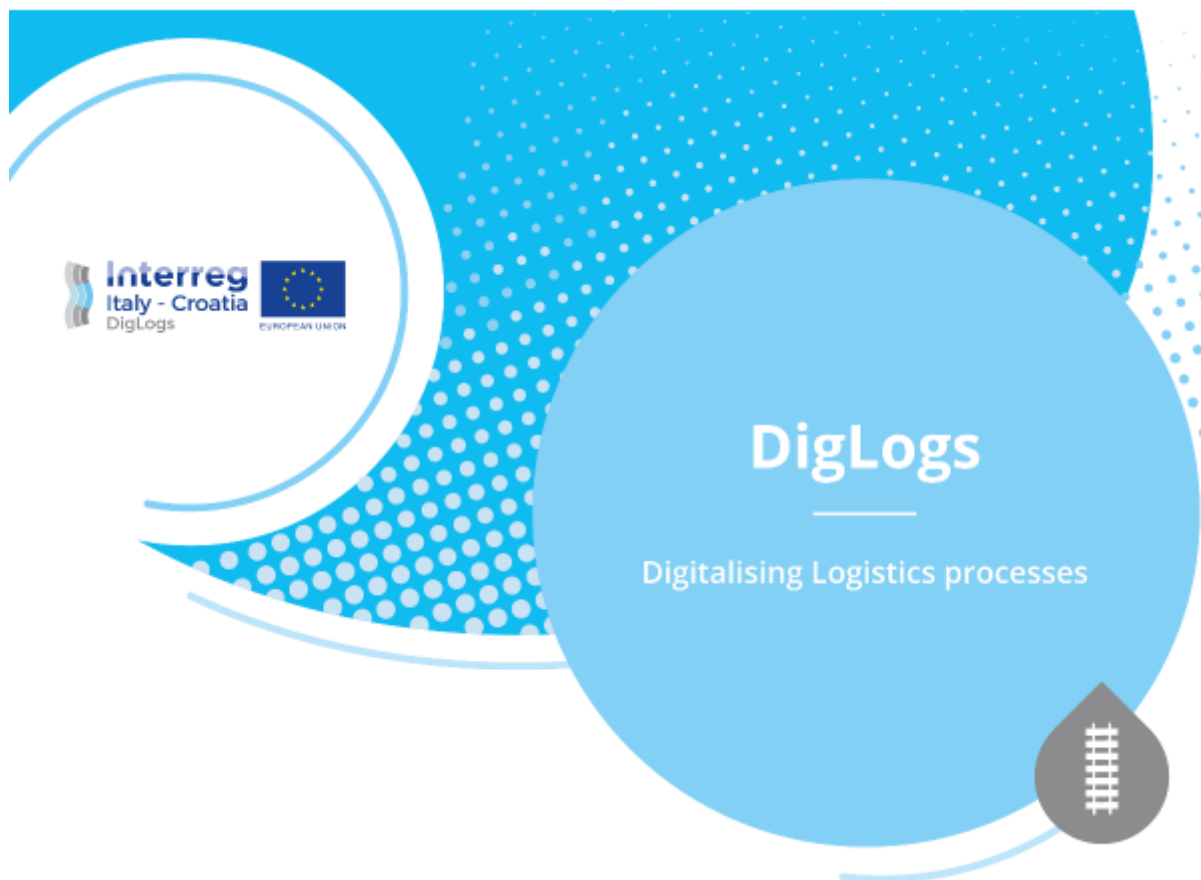 Interreg
Italy - Croatia
DigLogs
EUROPEAN UNION
DigLogs
Digitalising Logistics processes